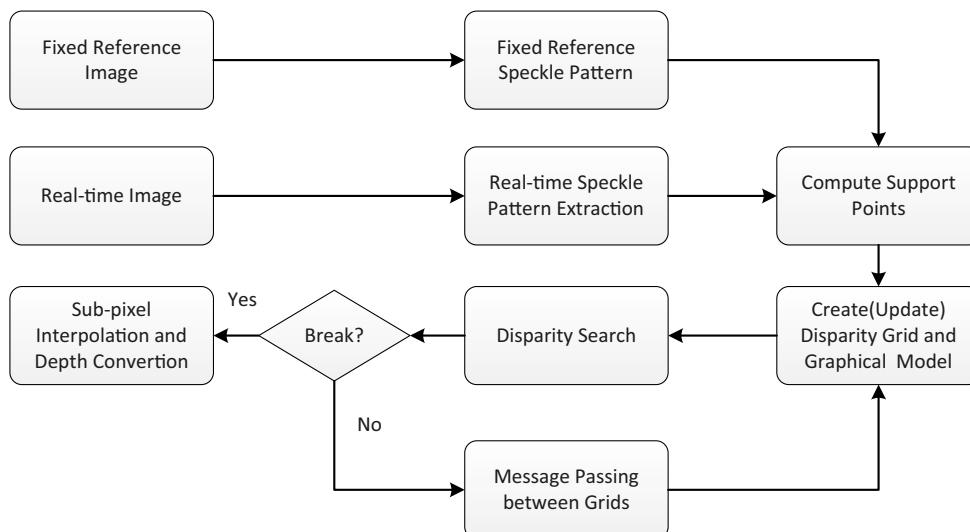 Fixed Reference
Image
Fixed Reference
Speckle Pattern
Real-time Image
Real-time Speckle
Pattern Extraction
Compute Support
Points
Sub-pixel
Interpolation and
Depth Convertion
Yes
Break?
Disparity Search
Create(Update)
Disparity Grid and
Graphical Model
No
Message Passing
between Grids